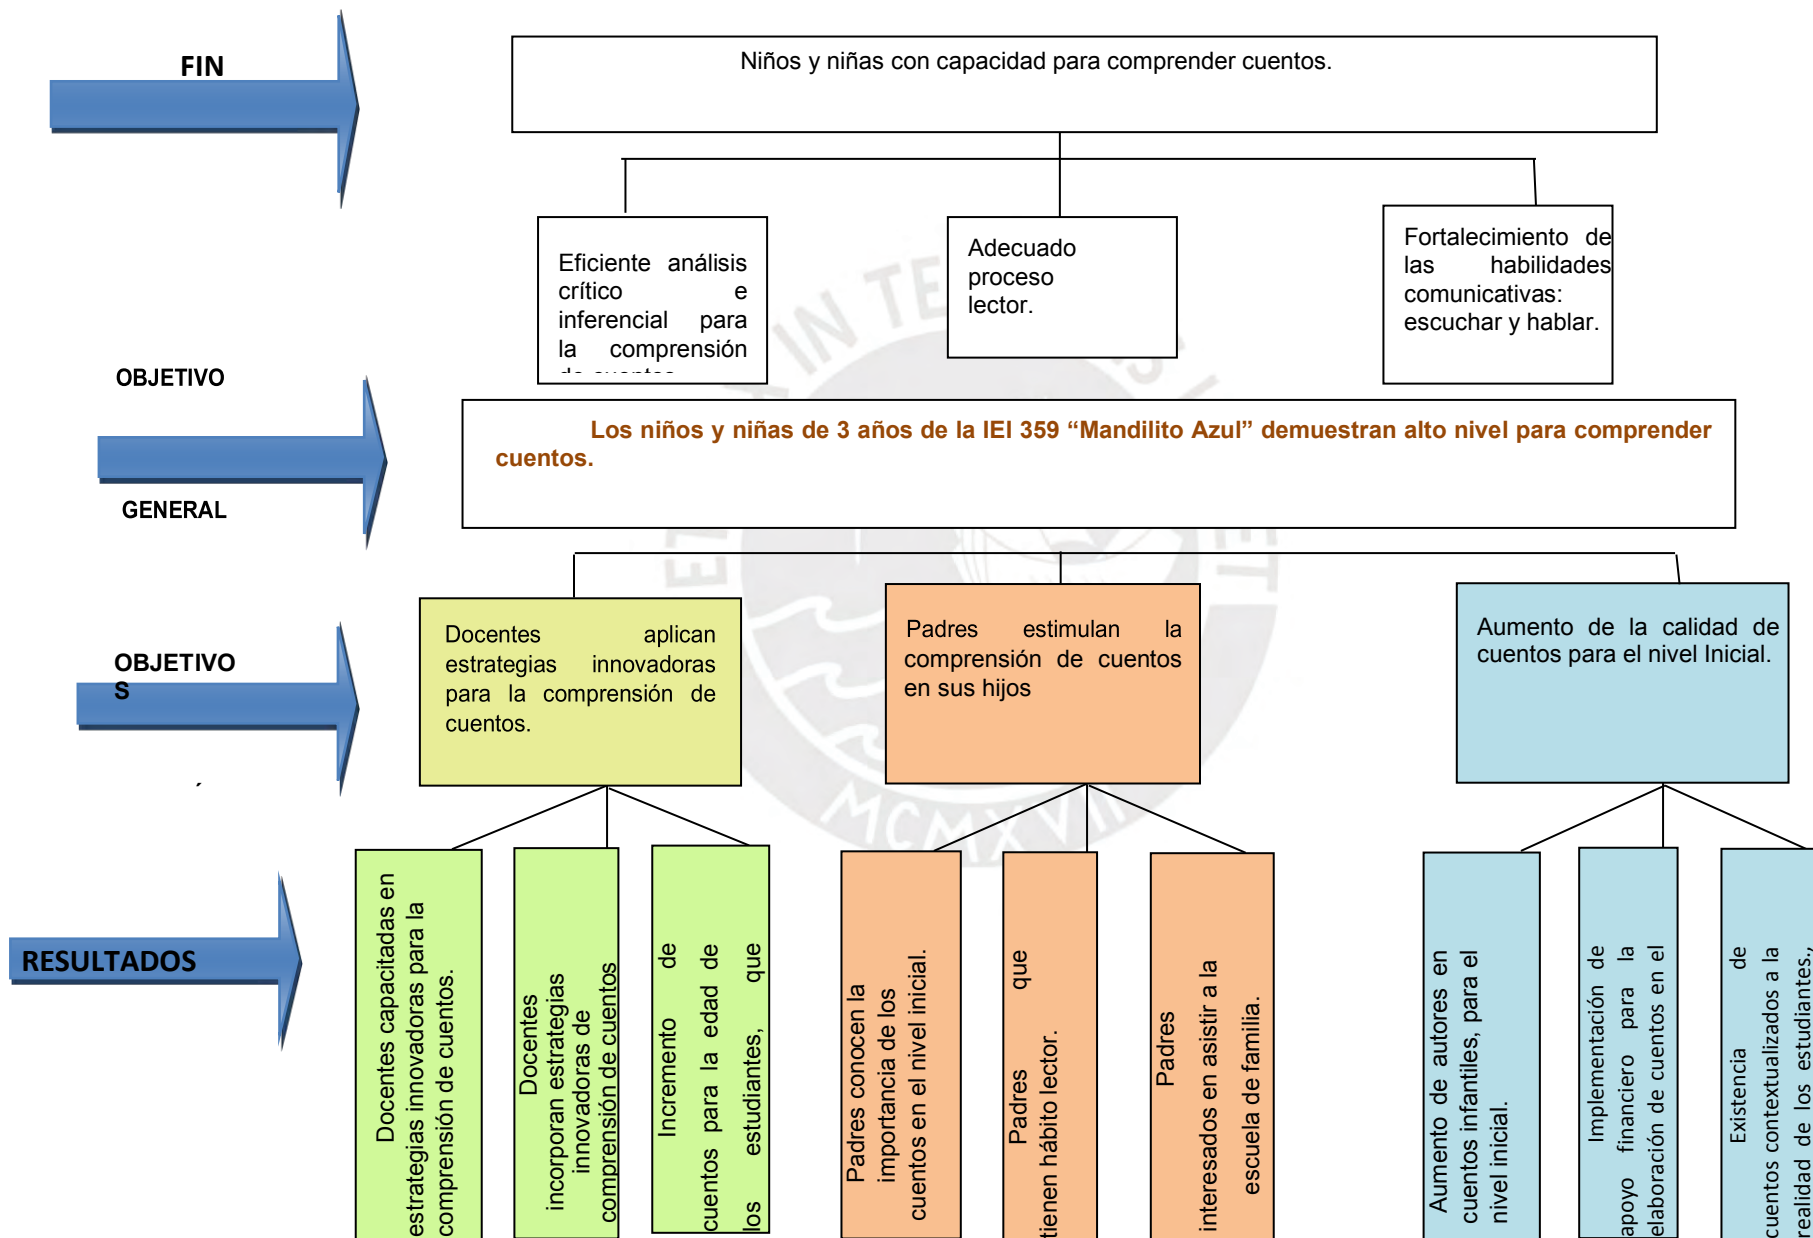 FIN
Niños y niñas con capacidad para comprender cuentos.
Eficiente análisis
crítico e
inferencial para
la comprensión
de cuentos
Adecuado
proceso
lector.
Fortalecimiento de
las habilidades
comunicativas:
escuchar y hablar.
OBJETIVO
GENERAL
Los niños y niñas de 3 años de la IEI 359 “Mandilito Azul” demuestran alto nivel para comprender
cuentos.
OBJETIVO
S
Docentes aplican
estrategias innovadoras
para la comprensión de
cuentos.
Padres estimulan la
comprensión de cuentos
en sus hijos
Aumento de la calidad de
cuentos para el nivel Inicial.
RESULTADOS
Docentes capacitadas en
estrategias innovadoras para la
comprensión de cuentos.
Docentes
incorporan estrategias
innovadoras de
comprensión de cuentos
Incremento de
cuentos para la edad de
los estudiantes, que
Padres conocen la
importancia de los
cuentos en el nivel inicial.
Padres que
tienen hábito lector.
Padres
interesados en asistir a la
escuela de familia.
Aumento de autores en
cuentos infantiles, para el
nivel inicial.
Implementación de
apoyo financiero para la
elaboración de cuentos en el
Existencia de
cuentos contextualizados a la
realidad de los estudiantes.,
MCMXVII